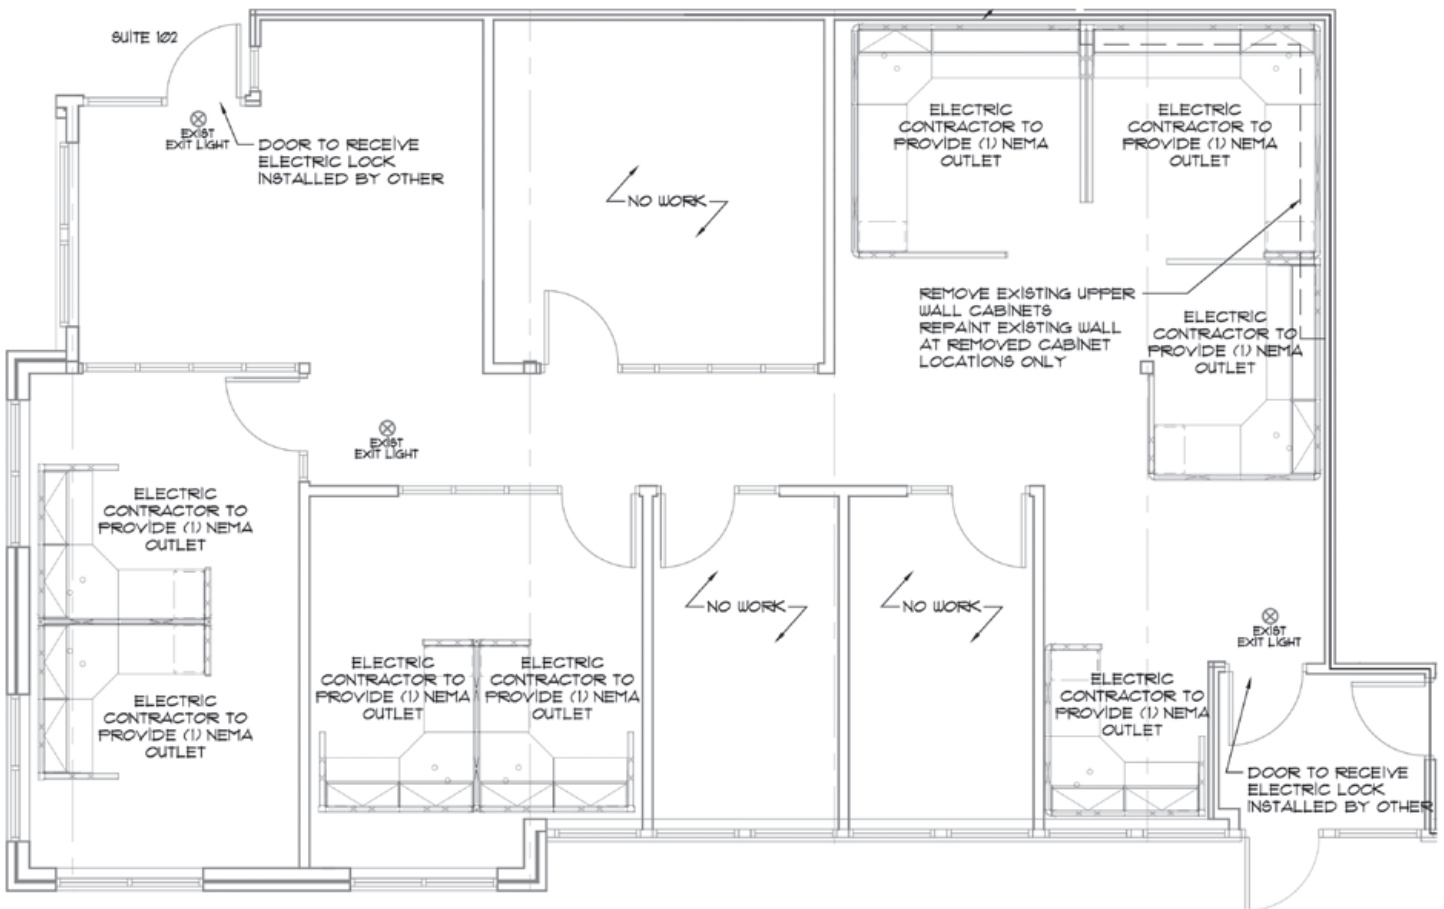 SUITE 102
EXIST
EXIT LIGHT
DOOR TO RECEIVE
ELECTRIC LOCK
INSTALLED BY OTHER
NO WORK
ELECTRIC
CONTRACTOR TO
PROVIDE (1) NEMA
OUTLET
ELECTRIC
CONTRACTOR TO
PROVIDE (1) NEMA
OUTLET
REMOVE EXISTING UPPER
WALL CABINETS
REPAINT EXISTING WALL
AT REMOVED CABINET
LOCATIONS ONLY
ELECTRIC
CONTRACTOR TO
PROVIDE (1) NEMA
OUTLET
EXIST
EXIT LIGHT
ELECTRIC
CONTRACTOR TO
PROVIDE (1) NEMA
OUTLET
ELECTRIC
CONTRACTOR TO
PROVIDE (1) NEMA
OUTLET
ELECTRIC
CONTRACTOR TO
PROVIDE (1) NEMA
OUTLET
ELECTRIC
CONTRACTOR TO
PROVIDE (1) NEMA
OUTLET
NO WORK
NO WORK
EXIST
EXIT LIGHT
ELECTRIC
CONTRACTOR TO
PROVIDE (1) NEMA
OUTLET
DOOR TO RECEIVE
ELECTRIC LOCK
INSTALLED BY OTHER